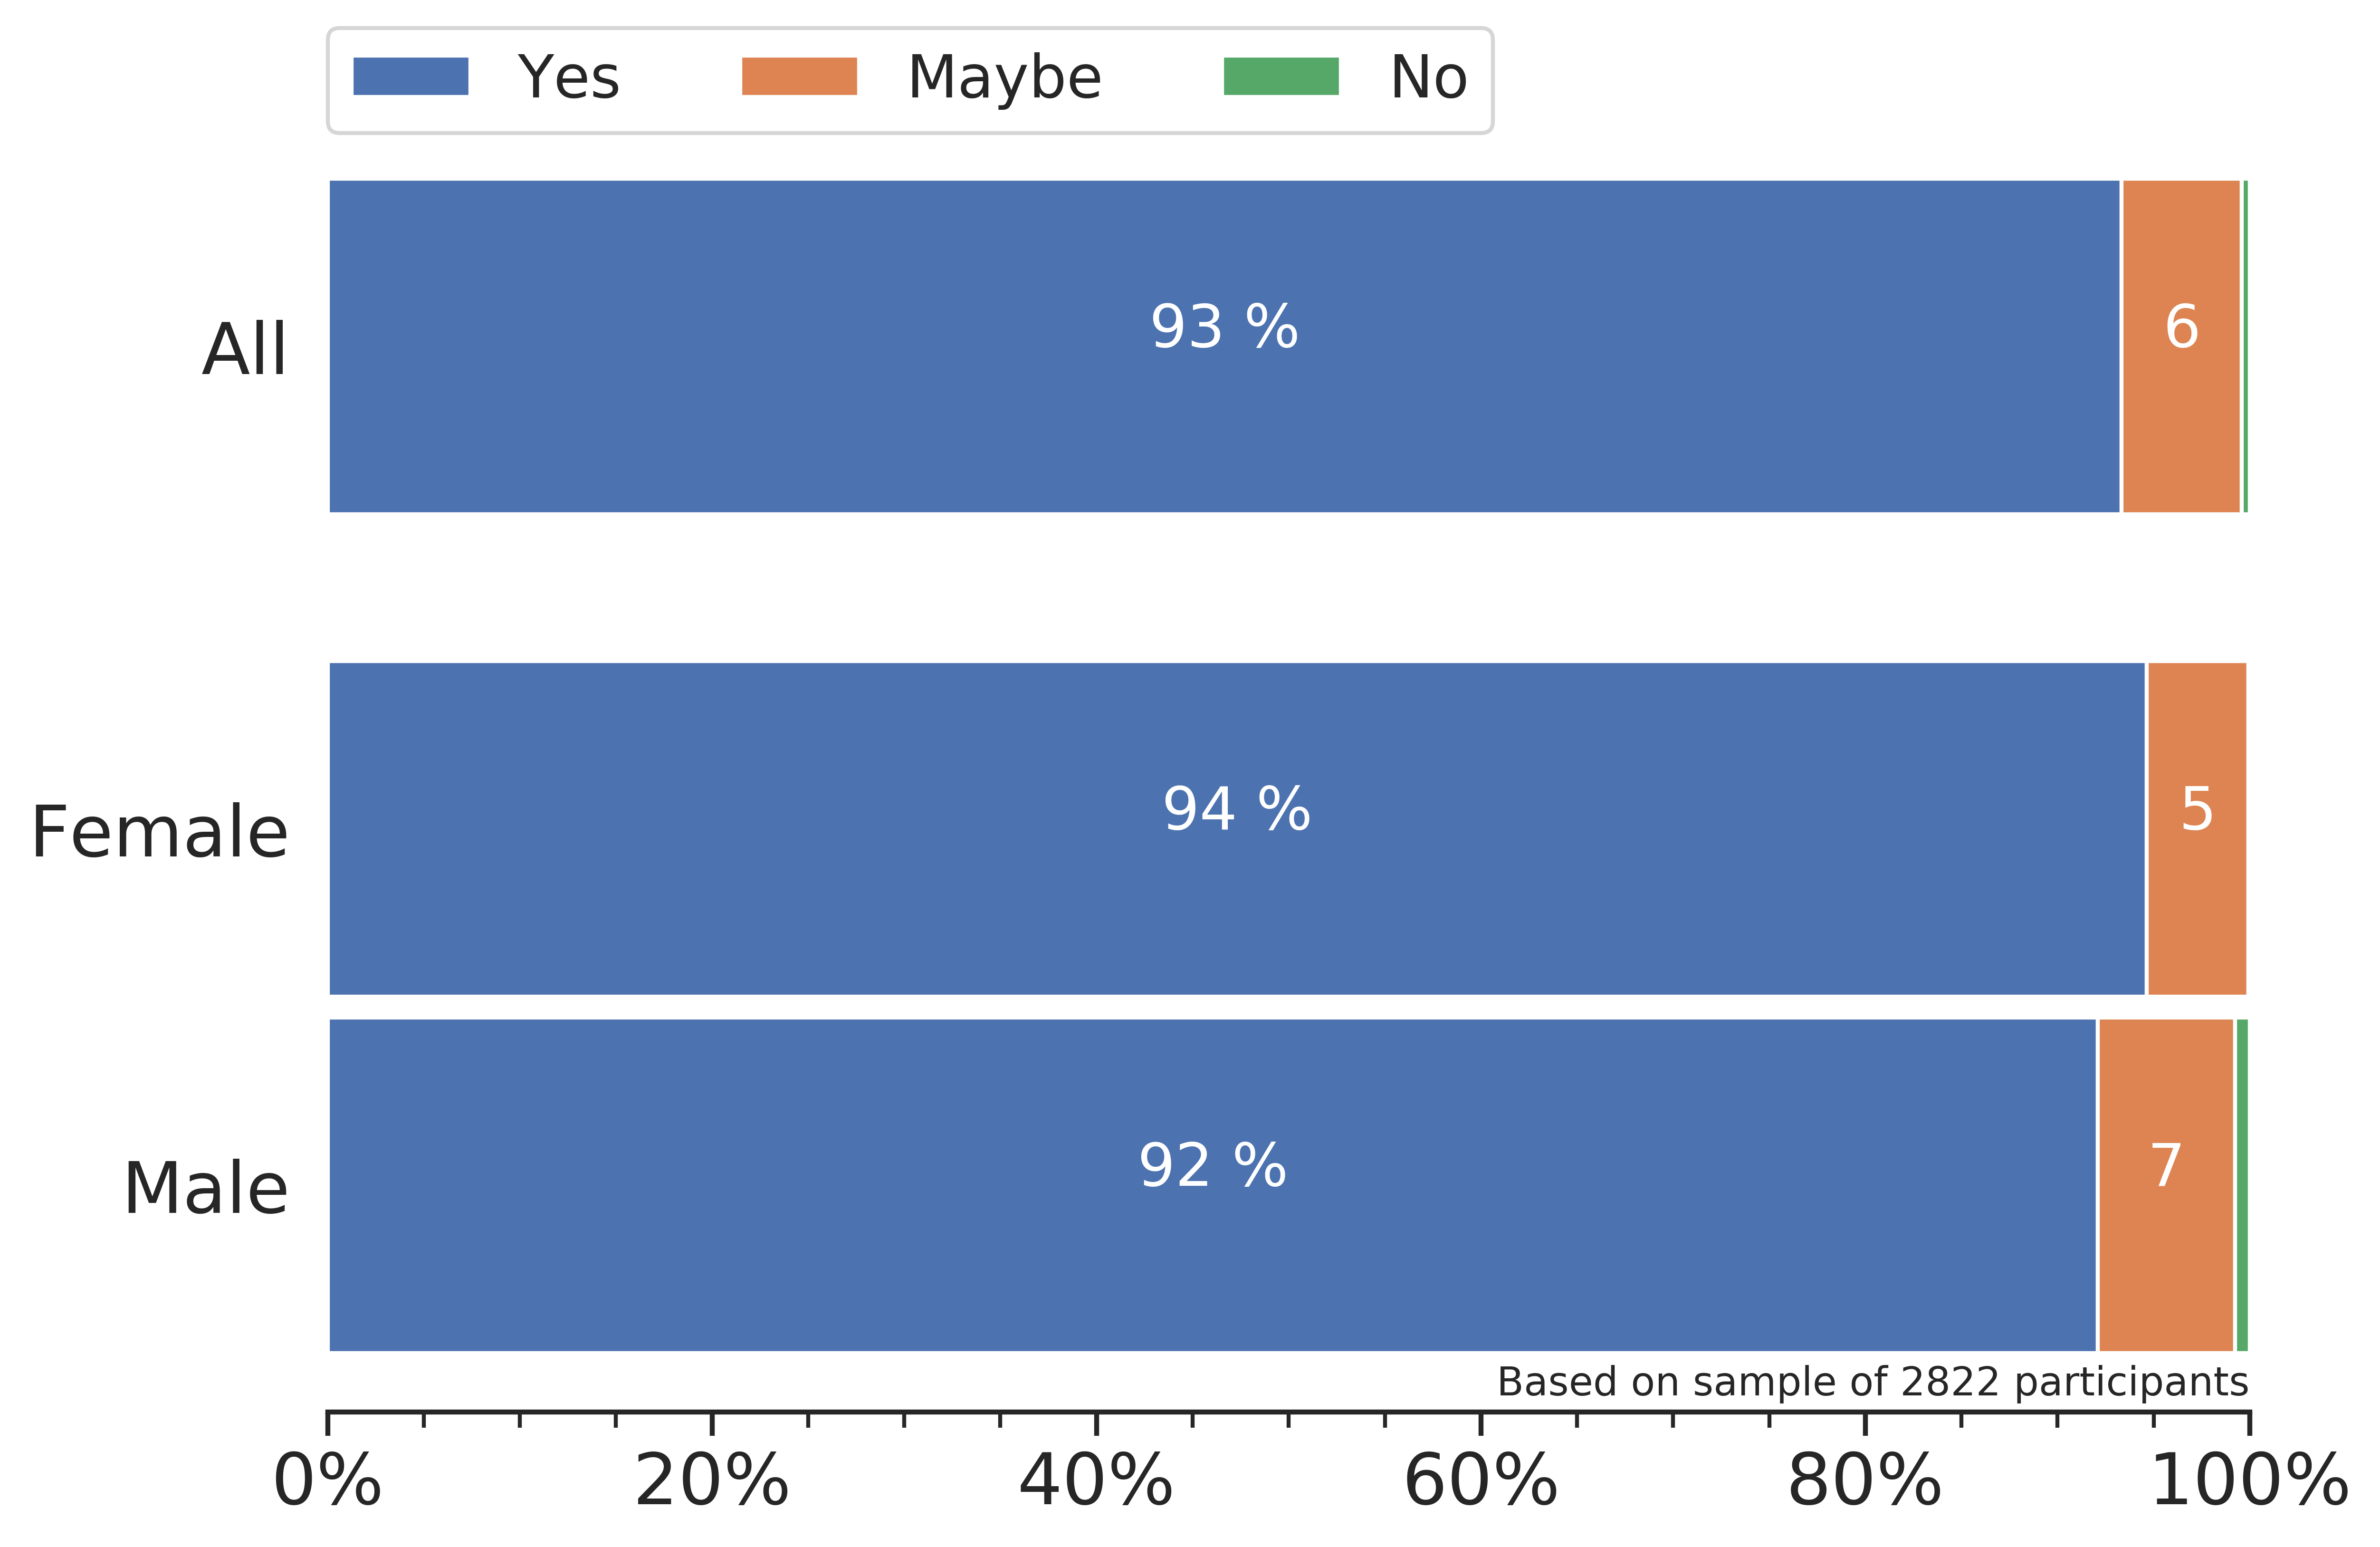 Yes Maybe No
All 93 % 6
Female 94 % 5
Male 92 % 7
Based on sample of 2822 participants
0% 20% 40% 60% 80% 100%